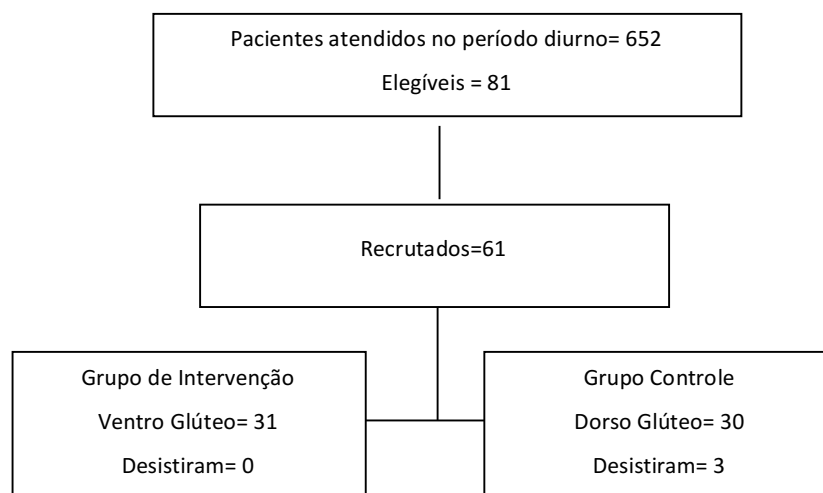 Pacientes atendidos no período diurno= 652
Elegíveis = 81
Recrutados=61
Grupo de Intervenção
Ventro Glúteo= 31
Desistiram= 0
Grupo Controle
Dorso Glúteo= 30
Desistiram= 3